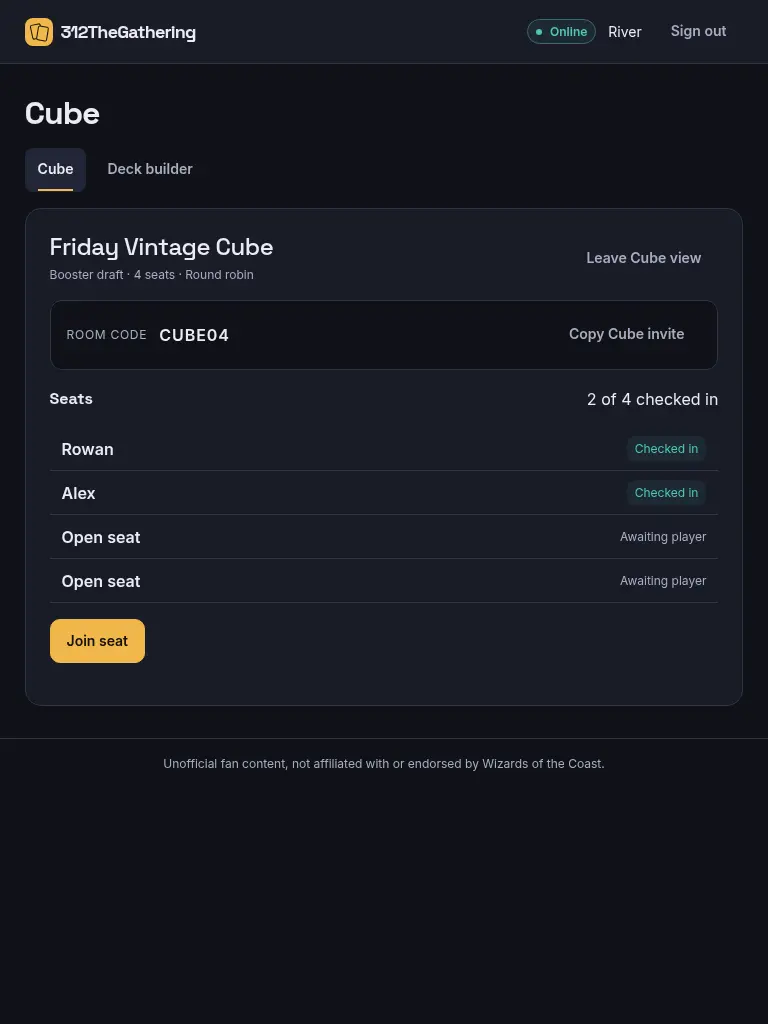 312TheGathering
Online
River
Sign out
Cube
Cube
Deck builder
Friday Vintage Cube
Leave Cube view
Booster draft · 4 seats · Round robin
ROOM CODE CUBE04
Copy Cube invite
Seats
2 of 4 checked in
Rowan
Checked in
Alex
Checked in
Open seat
Awaiting player
Open seat
Awaiting player
Join seat
Unofficial fan content, not affiliated with or endorsed by Wizards of the Coast.